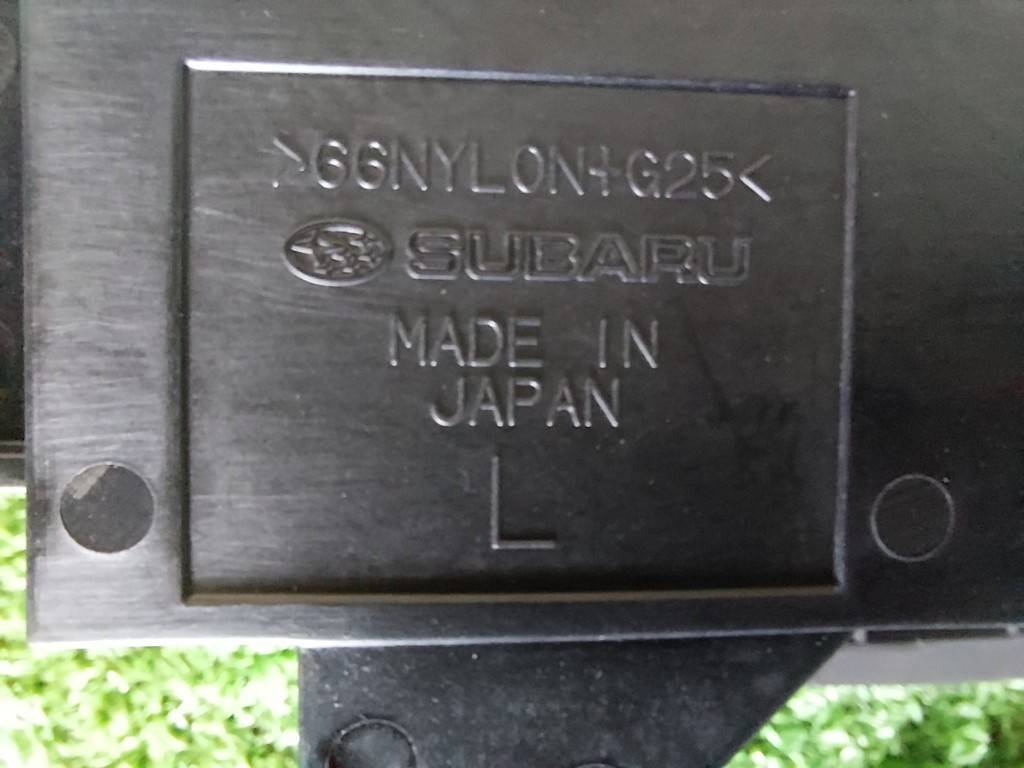 >66NYLON+G25<
SUBARU
MADE IN
JAPAN
L